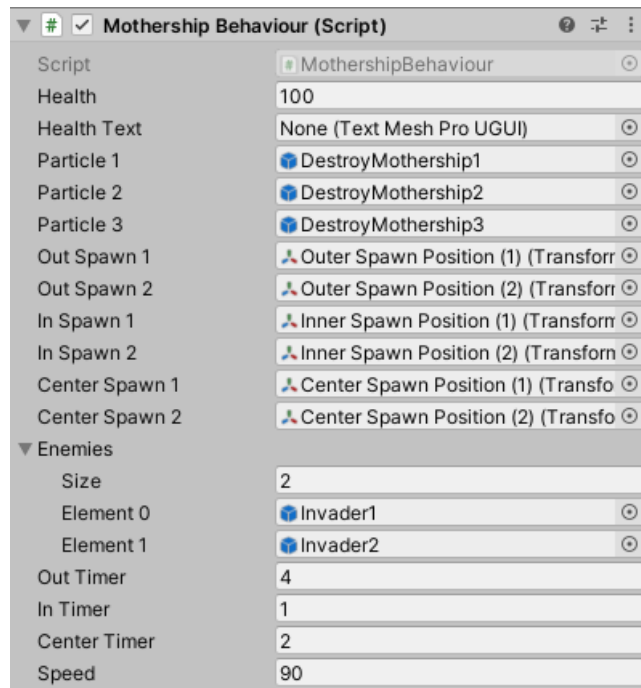 # Mothership Behaviour (Script)
Script # MothershipBehaviour
Health 100
Health Text None (Text Mesh Pro UGUI)
Particle 1 DestroyMothership1
Particle 2 DestroyMothership2
Particle 3 DestroyMothership3
Out Spawn 1 Outer Spawn Position (1) (Transform
Out Spawn 2 Outer Spawn Position (2) (Transform
In Spawn 1 Inner Spawn Position (1) (Transform
In Spawn 2 Inner Spawn Position (2) (Transform
Center Spawn 1 Center Spawn Position (1) (Transfo
Center Spawn 2 Center Spawn Position (2) (Transfo
Enemies
Size 2
Element 0 Invader1
Element 1 Invader2
Out Timer 4
In Timer 1
Center Timer 2
Speed 90